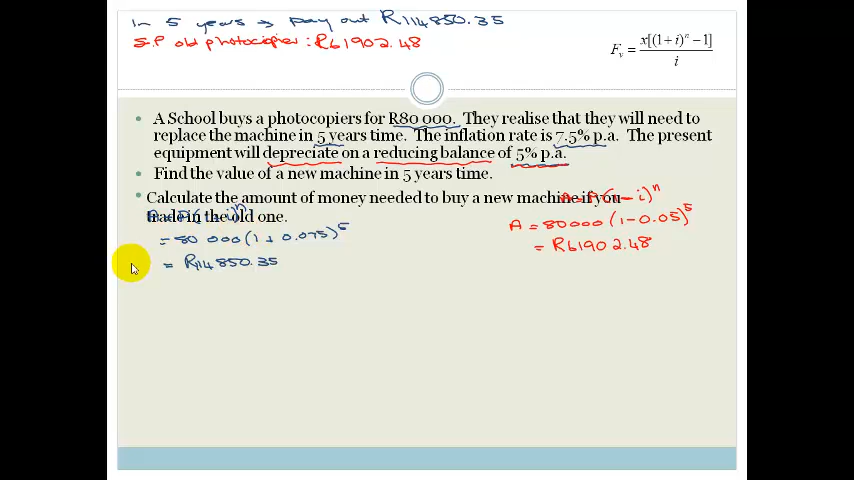 In 5 years → pay out R114850.35
S.P old photocopier: R61902.48
Fv = x[(1+i)^n −1] / i
• A School buys a photocopiers for R80 000. They realise that they will need to
replace the machine in 5 years time. The inflation rate is 7.5% p.a. The present
equipment will depreciate on a reducing balance of 5% p.a.
• Find the value of a new machine in 5 years time.
• Calculate the amount of money needed to buy a new machine if you
trade in the old one.
A = P(1+i)^n
= 80 000(1 + 0.075)^5
= R114850.35
A = P(1−i)^n
A = 80000(1−0.05)^5
= R61902.48